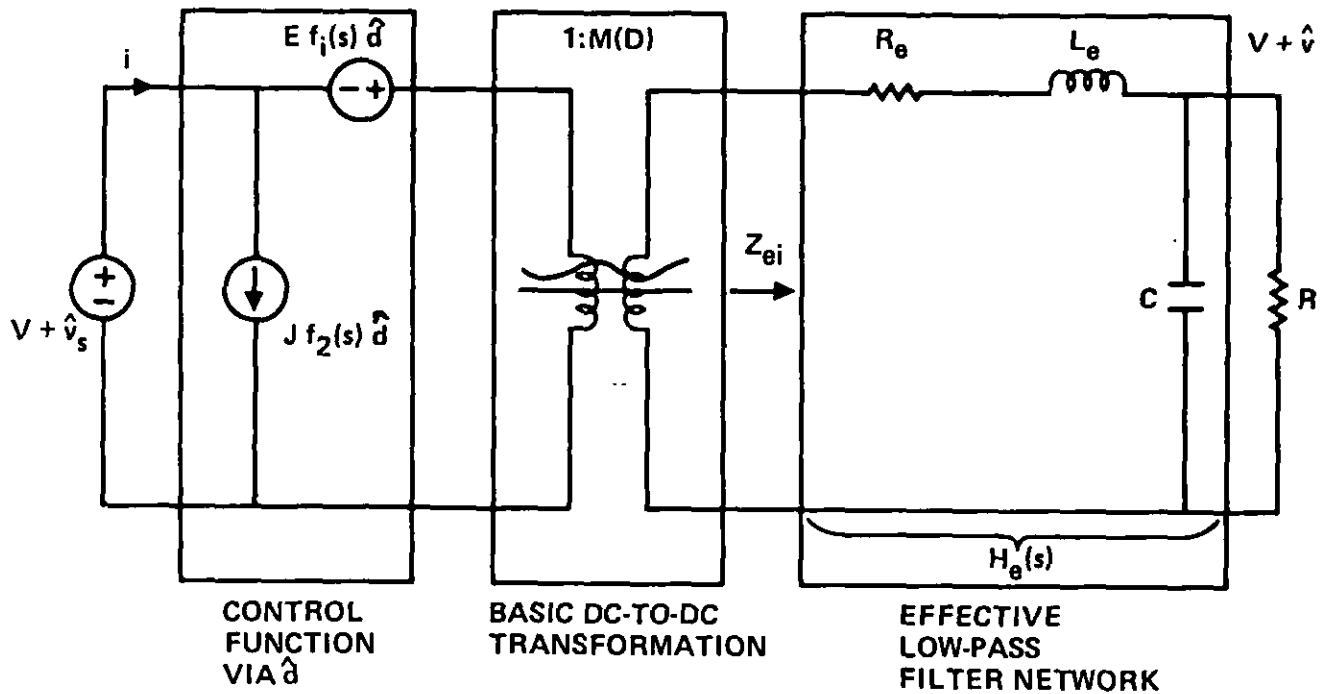 E fᵢ(s) d̂
1:M(D)
Rₑ
Lₑ
V + v̂
i
- +
Zₑᵢ
+
-
V + v̂ₛ
J f₂(s) d̂
C
R
Hₑ(s)
CONTROL
FUNCTION
VIA d̂
BASIC DC-TO-DC
TRANSFORMATION
EFFECTIVE
LOW-PASS
FILTER NETWORK